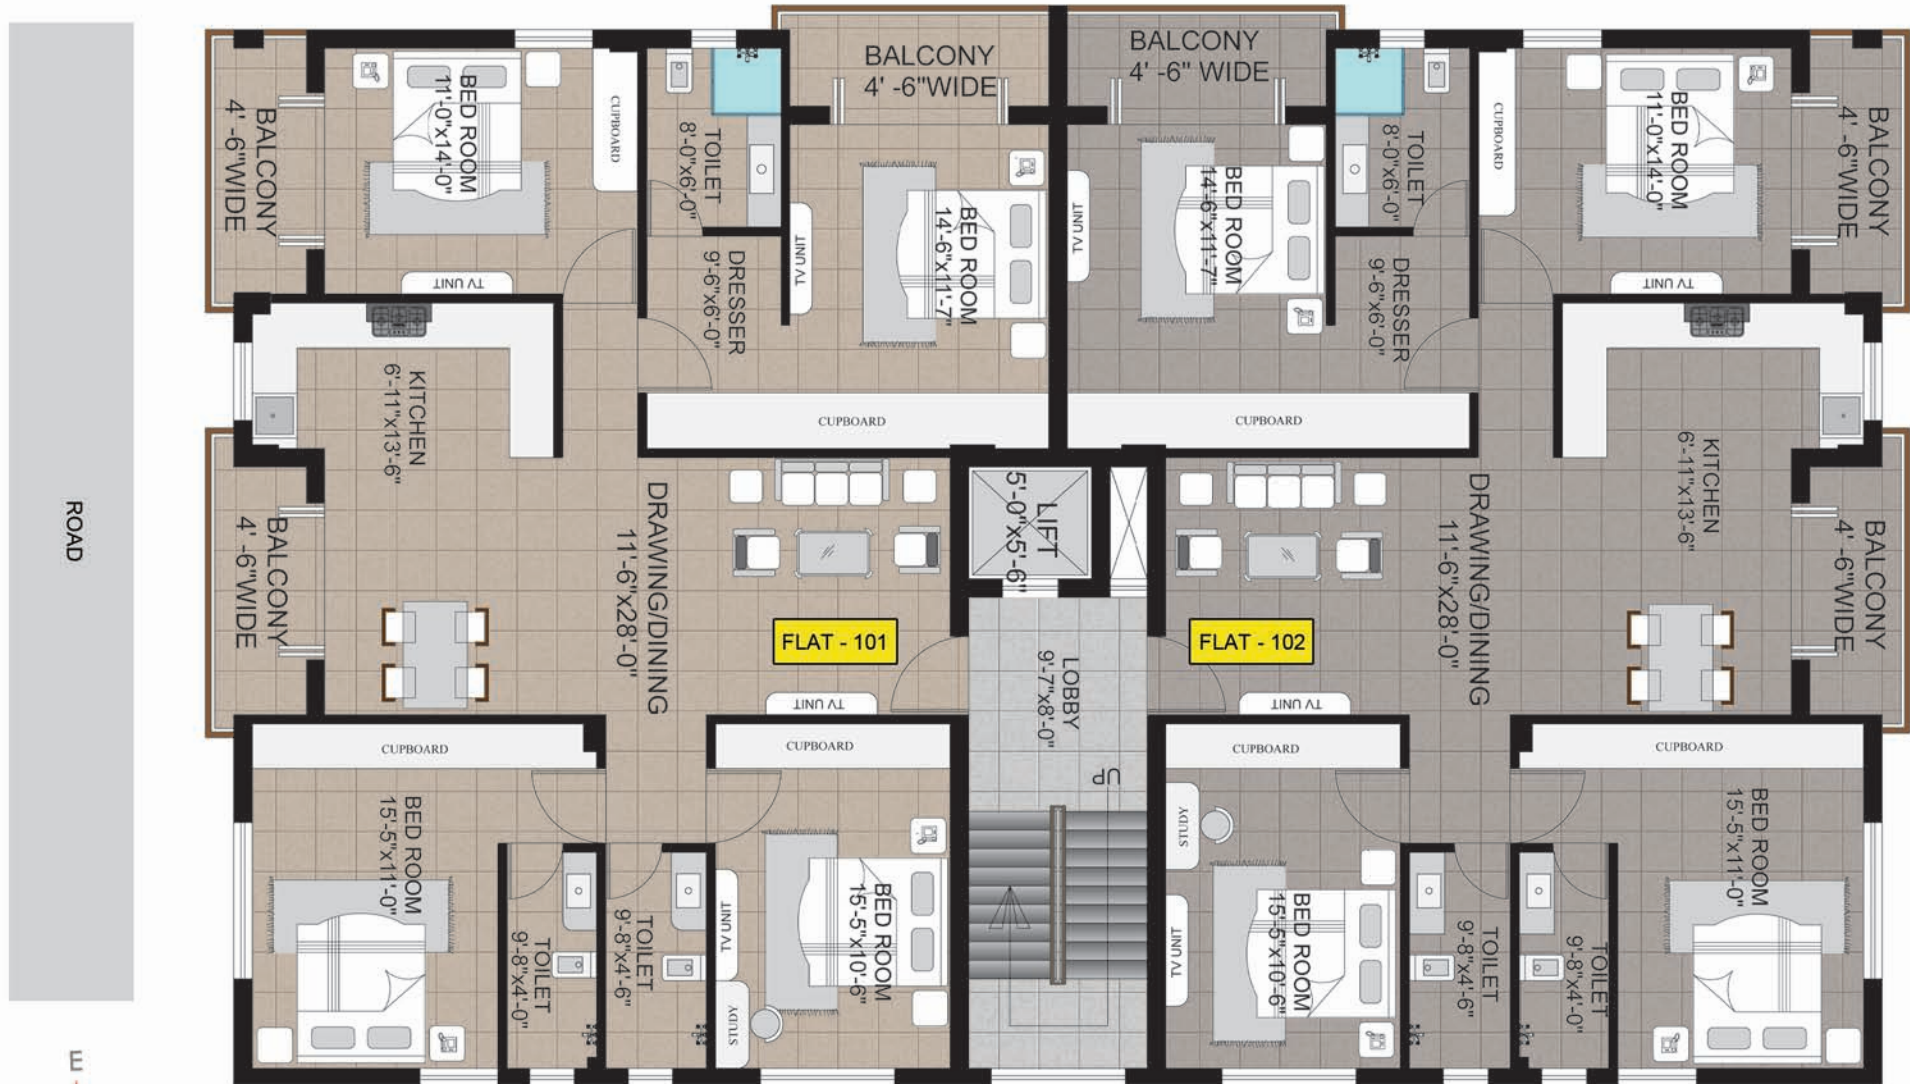 BALCONY
4' -6"WIDE
BALCONY
4' -6" WIDE
BALCONY
4' -6"WIDE
BED ROOM
11'-0"x14'-0"
CUPBOARD
TV UNIT
TOILET
8'-0"x6'-0"
DRESSER
9'-6"x6'-0"
TV UNIT
BED ROOM
14'-6"x11'-7"
CUPBOARD
TV UNIT
BED ROOM
14'-6"x11'-7"
TOILET
8'-0"x6'-0"
DRESSER
9'-6"x6'-0"
CUPBOARD
CUPBOARD
BED ROOM
11'-0"x14'-0"
TV UNIT
BALCONY
4' -6"WIDE
KITCHEN
6'-11"x13'-6"
KITCHEN
6'-11"x13'-6"
ROAD
BALCONY
4' -6"WIDE
DRAWING/DINING
11'-6"x28'-0"
FLAT - 101
TV UNIT
LIFT
5'-0"x5'-6"
LOBBY
9'-7"x8'-0"
UP
FLAT - 102
TV UNIT
DRAWING/DINING
11'-6"x28'-0"
BALCONY
4' -6"WIDE
CUPBOARD
BED ROOM
15'-5"x11'-0"
TOILET
9'-8"x4'-0"
TOILET
9'-8"x4'-6"
CUPBOARD
TV UNIT
STUDY
BED ROOM
15'-5"x10'-6"
CUPBOARD
STUDY
TV UNIT
BED ROOM
15'-5"x10'-6"
TOILET
9'-8"x4'-6"
TOILET
9'-8"x4'-0"
CUPBOARD
BED ROOM
15'-5"x11'-0"
E